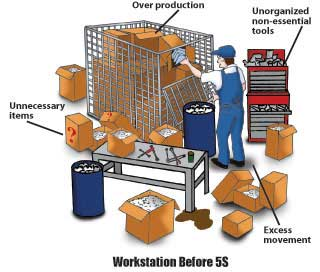 Over production
Unorganized
non-essential
tools
Unnecessary
items
?
?
Excess
movement
Workstation Before 5S